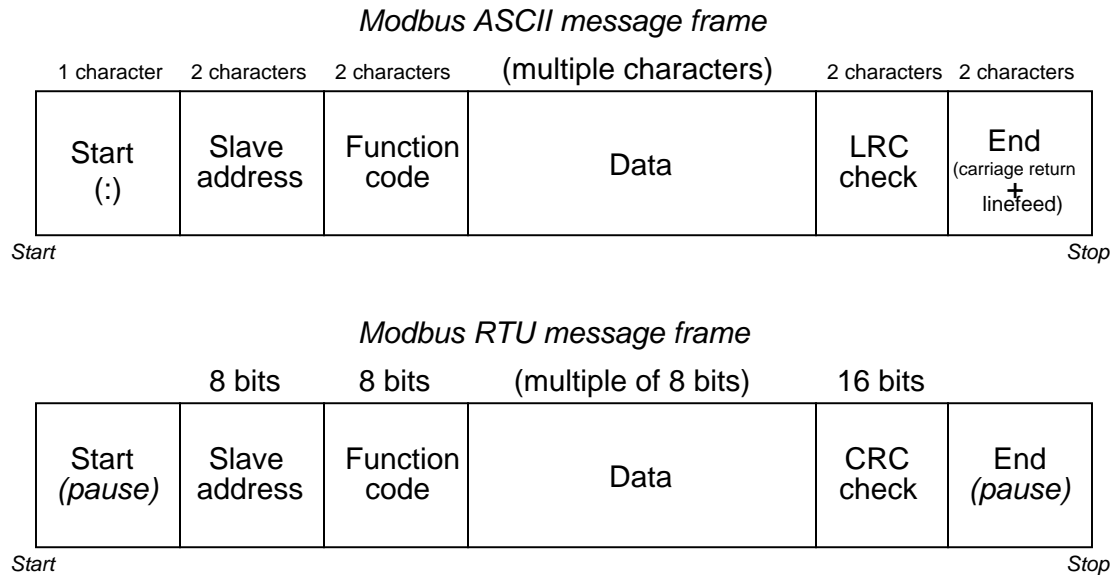 Modbus ASCII message frame
1 character 2 characters 2 characters (multiple characters) 2 characters 2 characters
Start
(:)
Slave
address
Function
code
Data
LRC
check
End
(carriage return
+
linefeed)
Start Stop
Modbus RTU message frame
8 bits 8 bits (multiple of 8 bits) 16 bits
Start
(pause)
Slave
address
Function
code
Data
CRC
check
End
(pause)
Start Stop